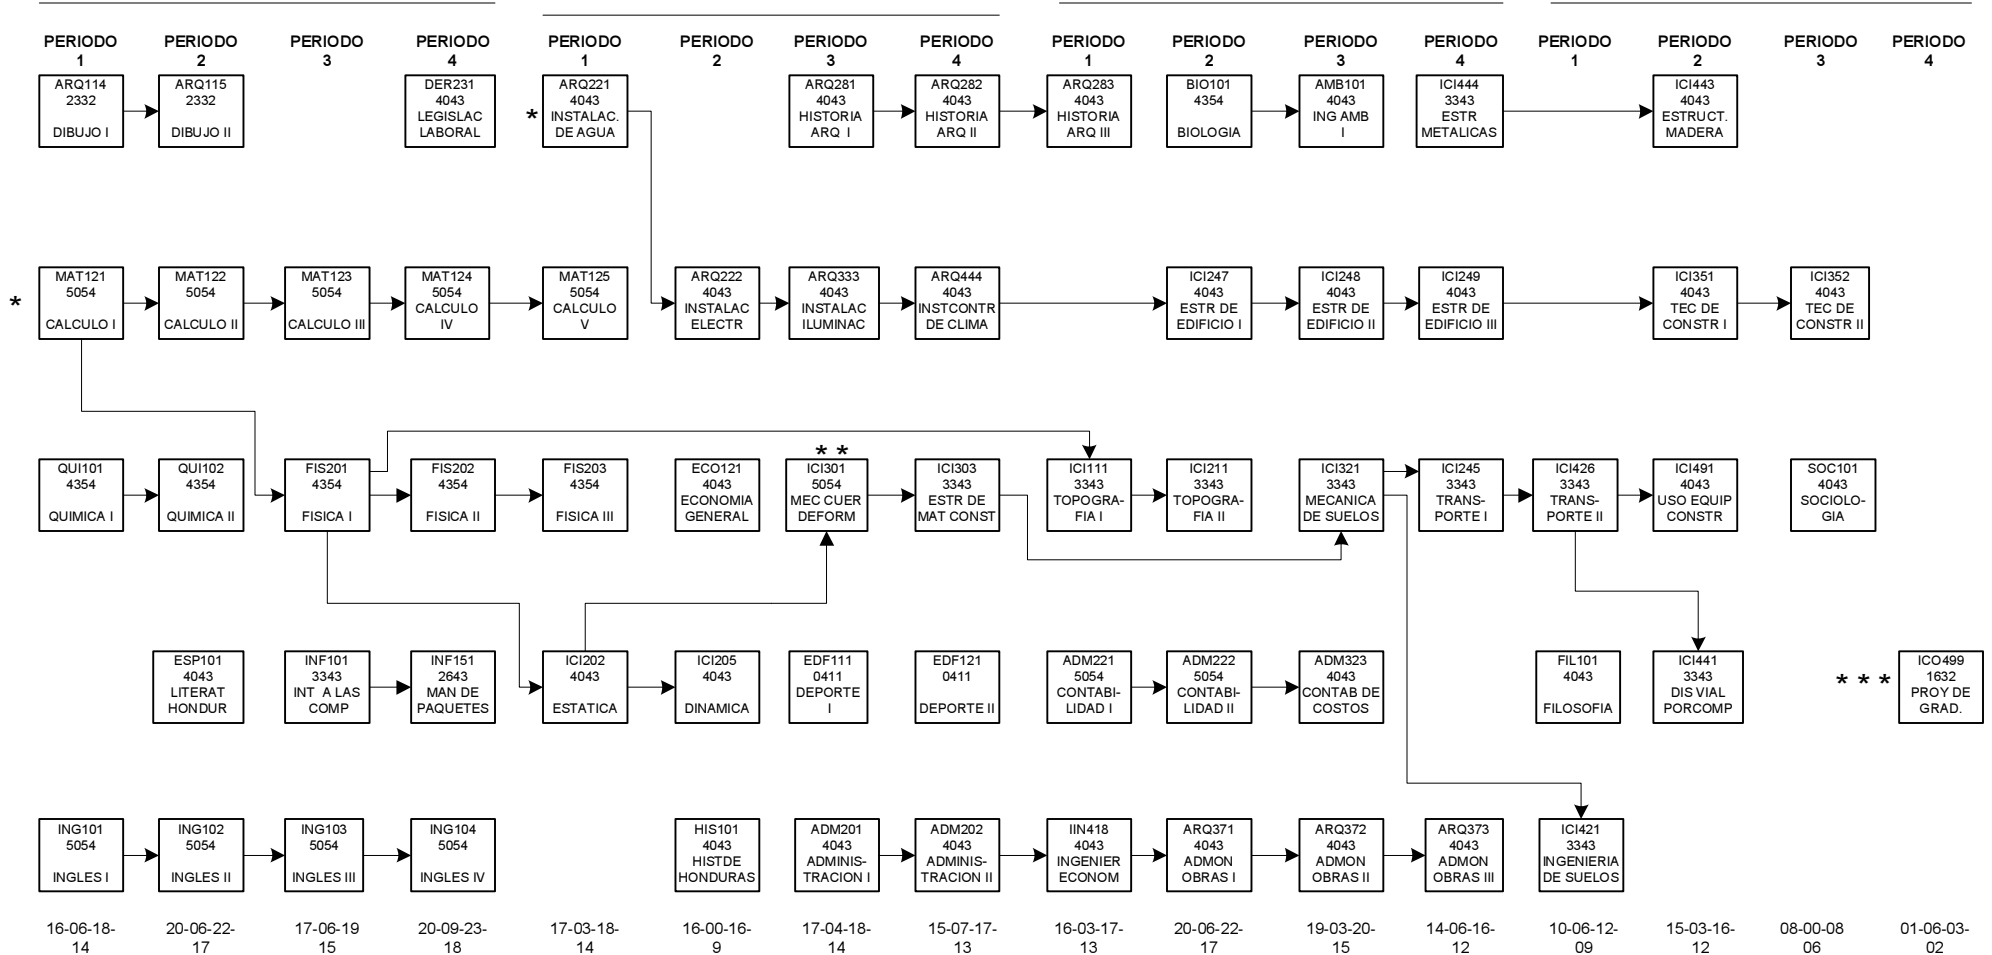 PERIODO
1
PERIODO
2
PERIODO
3
PERIODO
4
PERIODO
1
PERIODO
2
PERIODO
3
PERIODO
4
PERIODO
1
PERIODO
2
PERIODO
3
PERIODO
4
PERIODO
1
PERIODO
2
PERIODO
3
PERIODO
4
ARQ114
2332
DIBUJO I
ARQ115
2332
DIBUJO II
DER231
4043
LEGISLAC
LABORAL
*
ARQ221
4043
INSTALAC.
DE AGUA
ARQ281
4043
HISTORIA
ARQ I
ARQ282
4043
HISTORIA
ARQ II
ARQ283
4043
HISTORIA
ARQ III
BIO101
4354
BIOLOGIA
AMB101
4043
ING AMB
I
ICI444
3343
ESTR
METALICAS
ICI443
4043
ESTRUCT.
MADERA
*
MAT121
5054
CALCULO I
MAT122
5054
CALCULO II
MAT123
5054
CALCULO III
MAT124
5054
CALCULO
IV
MAT125
5054
CALCULO
V
ARQ222
4043
INSTALAC
ELECTR
ARQ333
4043
INSTALAC
ILUMINAC
ARQ444
4043
INSTCONTR
DE CLIMA
ICI247
4043
ESTR DE
EDIFICIO I
ICI248
4043
ESTR DE
EDIFICIO II
ICI249
4043
ESTR DE
EDIFICIO III
ICI351
4043
TEC DE
CONSTR I
ICI352
4043
TEC DE
CONSTR II
QUI101
4354
QUIMICA I
QUI102
4354
QUIMICA II
FIS201
4354
FISICA I
FIS202
4354
FISICA II
FIS203
4354
FISICA III
ECO121
4043
ECONOMIA
GENERAL
* *
ICI301
5054
MEC CUER
DEFORM
ICI303
3343
ESTR DE
MAT CONST
ICI111
3343
TOPOGRA-
FIA I
ICI211
3343
TOPOGRA-
FIA II
ICI321
3343
MECANICA
DE SUELOS
ICI245
3343
TRANS-
PORTE I
ICI426
3343
TRANS-
PORTE II
ICI491
4043
USO EQUIP
CONSTR
SOC101
4043
SOCIOLO-
GIA
ESP101
4043
LITERAT
HONDUR
INF101
3343
INT A LAS
COMP
INF151
2643
MAN DE
PAQUETES
ICI202
4043
ESTATICA
ICI205
4043
DINAMICA
EDF111
0411
DEPORTE
I
EDF121
0411
DEPORTE II
ADM221
5054
CONTABI-
LIDAD I
ADM222
5054
CONTABI-
LIDAD II
ADM323
4043
CONTAB DE
COSTOS
FIL101
4043
FILOSOFIA
ICI441
3343
DIS VIAL
PORCOMP
* * *
ICO499
1632
PROY DE
GRAD.
ING101
5054
INGLES I
ING102
5054
INGLES II
ING103
5054
INGLES III
ING104
5054
INGLES IV
HIS101
4043
HISTDE
HONDURAS
ADM201
4043
ADMINIS-
TRACION I
ADM202
4043
ADMINIS-
TRACION II
IIN418
4043
INGENIER
ECONOM
ARQ371
4043
ADMON
OBRAS I
ARQ372
4043
ADMON
OBRAS II
ARQ373
4043
ADMON
OBRAS III
ICI421
3343
INGENIERIA
DE SUELOS
16-06-18-
14
20-06-22-
17
17-06-19
15
20-09-23-
18
17-03-18-
14
16-00-16-
9
17-04-18-
14
15-07-17-
13
16-03-17-
13
20-06-22-
17
19-03-20-
15
14-06-16-
12
10-06-12-
09
15-03-16-
12
08-00-08
06
01-06-03-
02